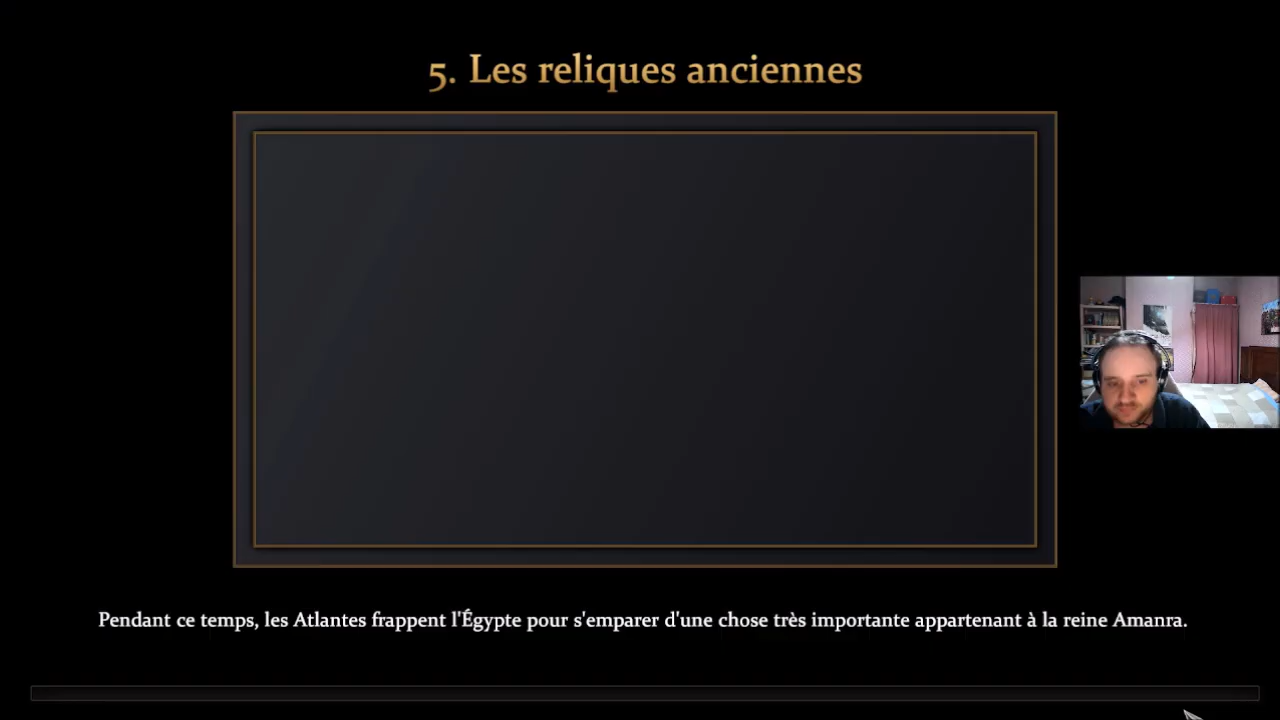 5. Les reliques anciennes
Pendant ce temps, les Atlantes frappent l'Égypte pour s'emparer d'une chose très importante appartenant à la reine Amanra.